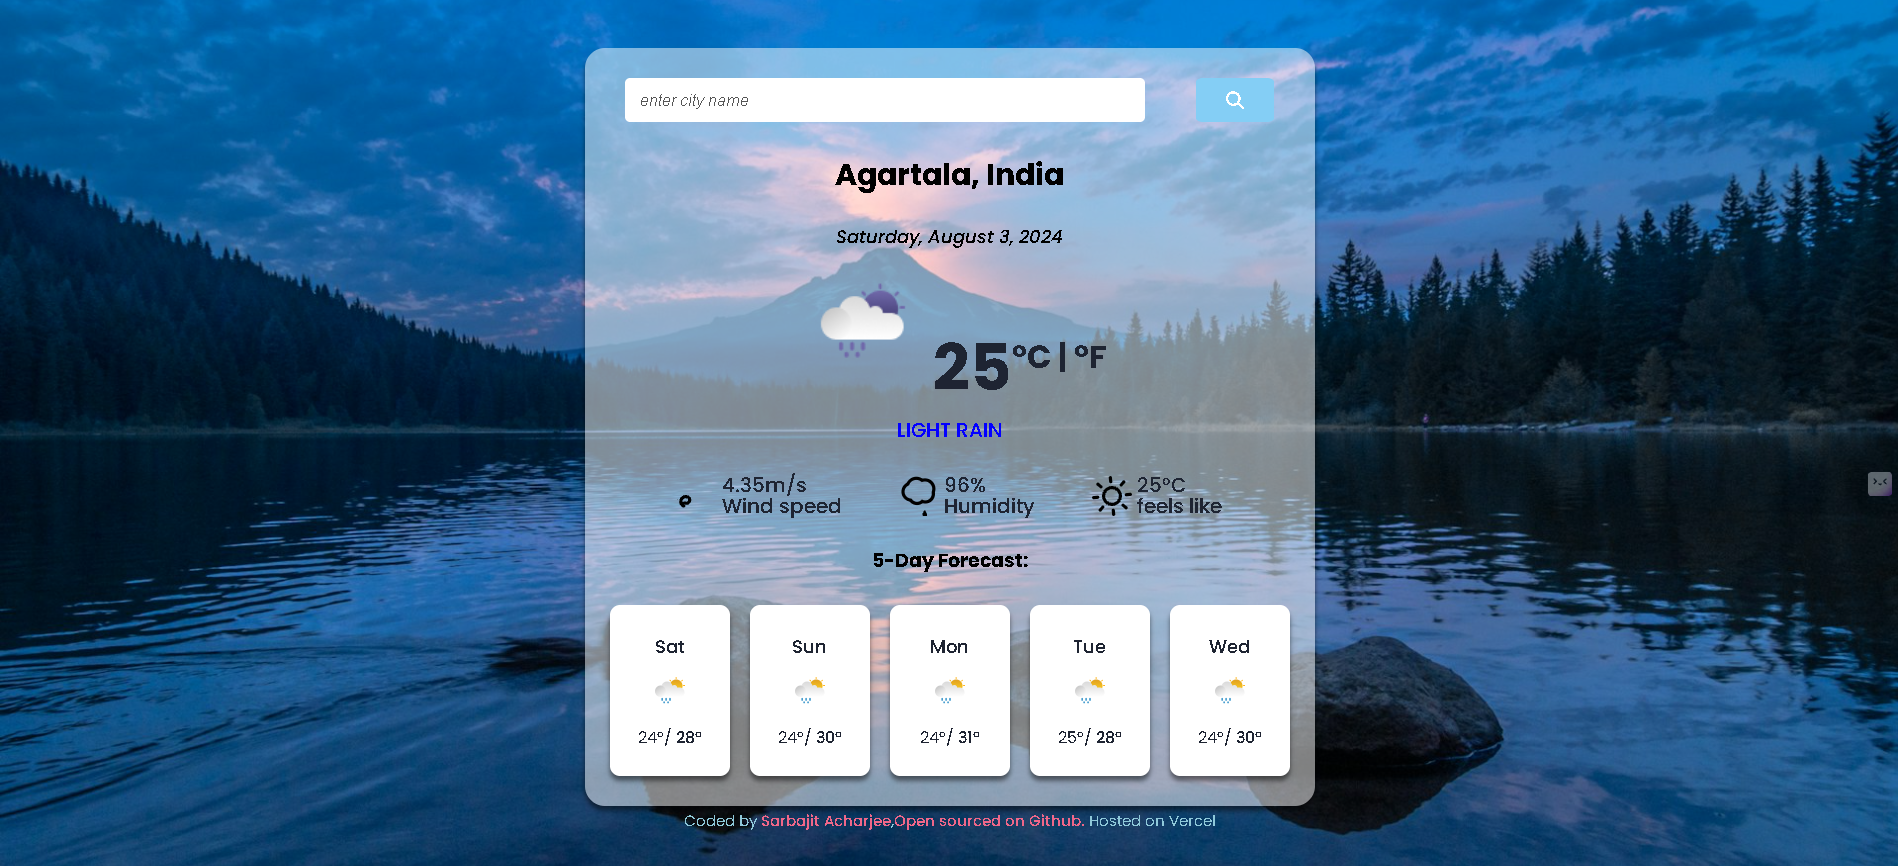 enter city name
Agartala, India
Saturday, August 3, 2024
25°C | °F
LIGHT RAIN
4.35m/s
Wind speed
96%
Humidity
25°C
feels like
5-Day Forecast:
Sat
24°/ 28°
Sun
24°/ 30°
Mon
24°/ 31°
Tue
25°/ 28°
Wed
24°/ 30°
Coded by Sarbajit Acharjee,Open sourced on Github. Hosted on Vercel